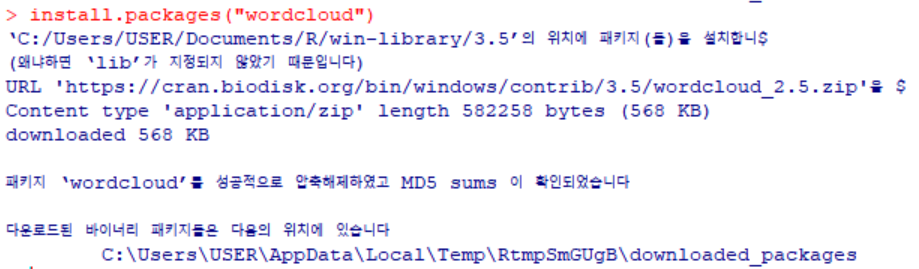 > install.packages("wordcloud")
‘C:/Users/USER/Documents/R/win-library/3.5’의 위치에 패키지(들)을 설치합니$
(왜냐하면 ‘lib’가 지정되지 않았기 때문입니다)
URL 'https://cran.biodisk.org/bin/windows/contrib/3.5/wordcloud_2.5.zip'을 $
Content type 'application/zip' length 582258 bytes (568 KB)
downloaded 568 KB
패키지 ‘wordcloud’를 성공적으로 압축해제하였고 MD5 sums 이 확인되었습니다
다운로드된 바이너리 패키지들은 다음의 위치에 있습니다
C:\Users\USER\AppData\Local\Temp\RtmpSmGUgB\downloaded_packages